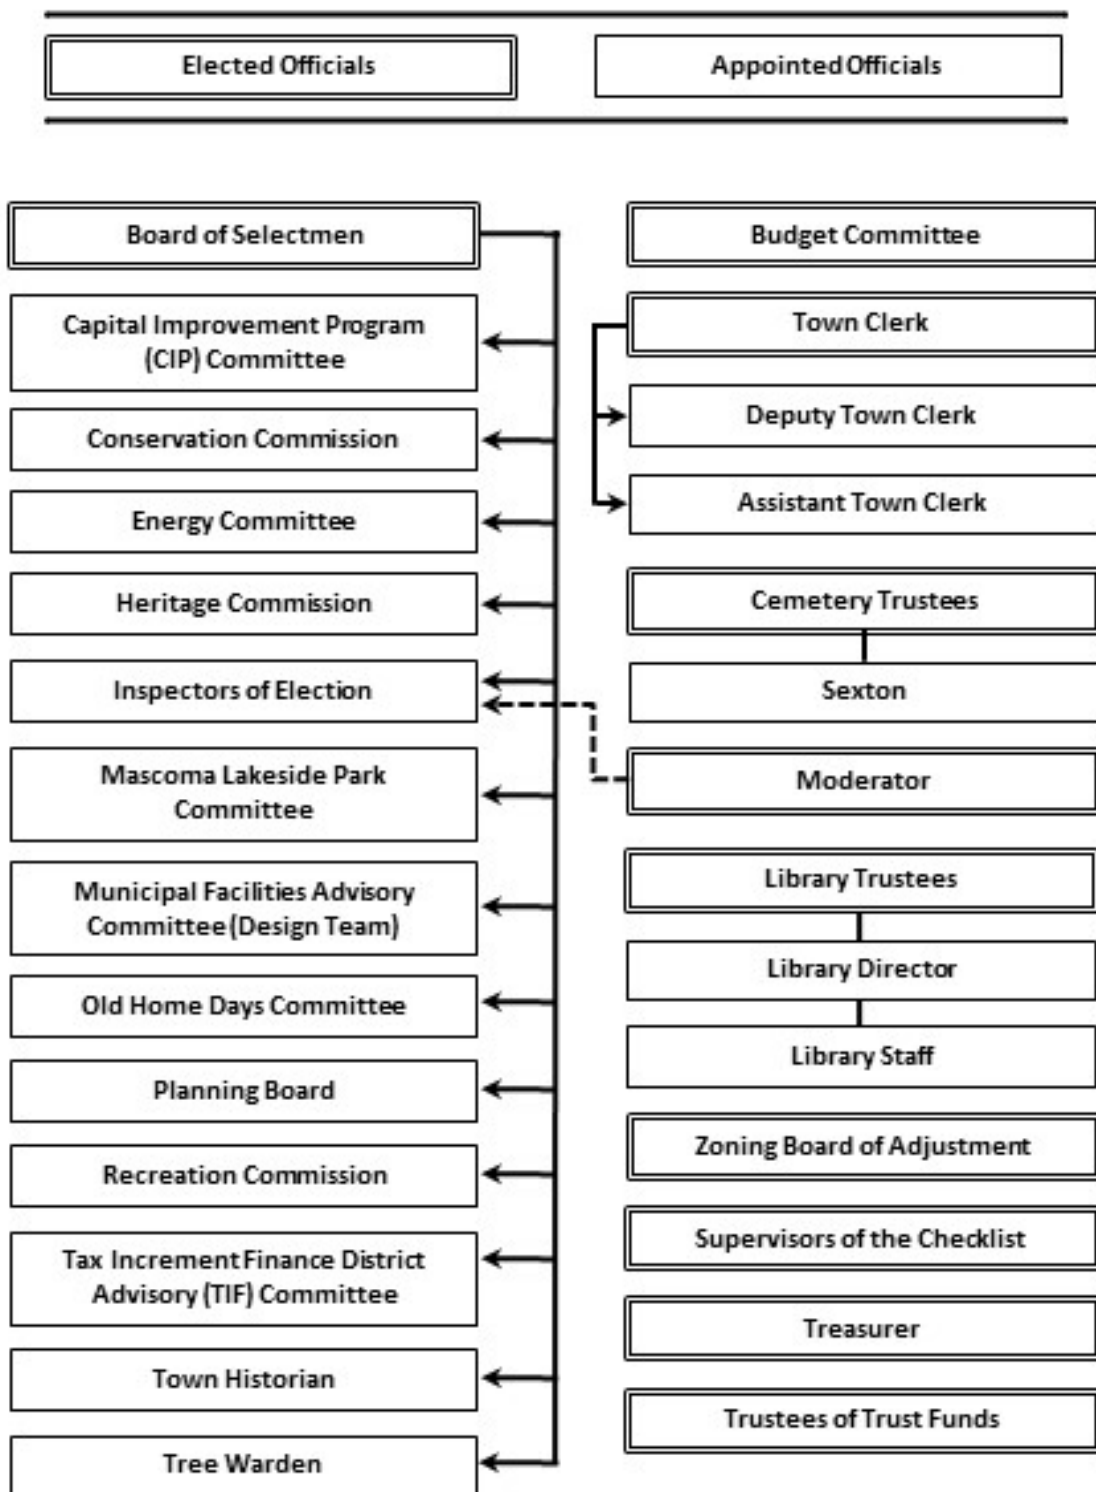 Elected Officials
Appointed Officials
Board of Selectmen
Capital Improvement Program
(CIP) Committee
Conservation Commission
Energy Committee
Heritage Commission
Inspectors of Election
Mascoma Lakeside Park
Committee
Municipal Facilities Advisory
Committee (Design Team)
Old Home Days Committee
Planning Board
Recreation Commission
Tax Increment Finance District
Advisory (TIF) Committee
Town Historian
Tree Warden
Budget Committee
Town Clerk
Deputy Town Clerk
Assistant Town Clerk
Cemetery Trustees
Sexton
Moderator
Library Trustees
Library Director
Library Staff
Zoning Board of Adjustment
Supervisors of the Checklist
Treasurer
Trustees of Trust Funds